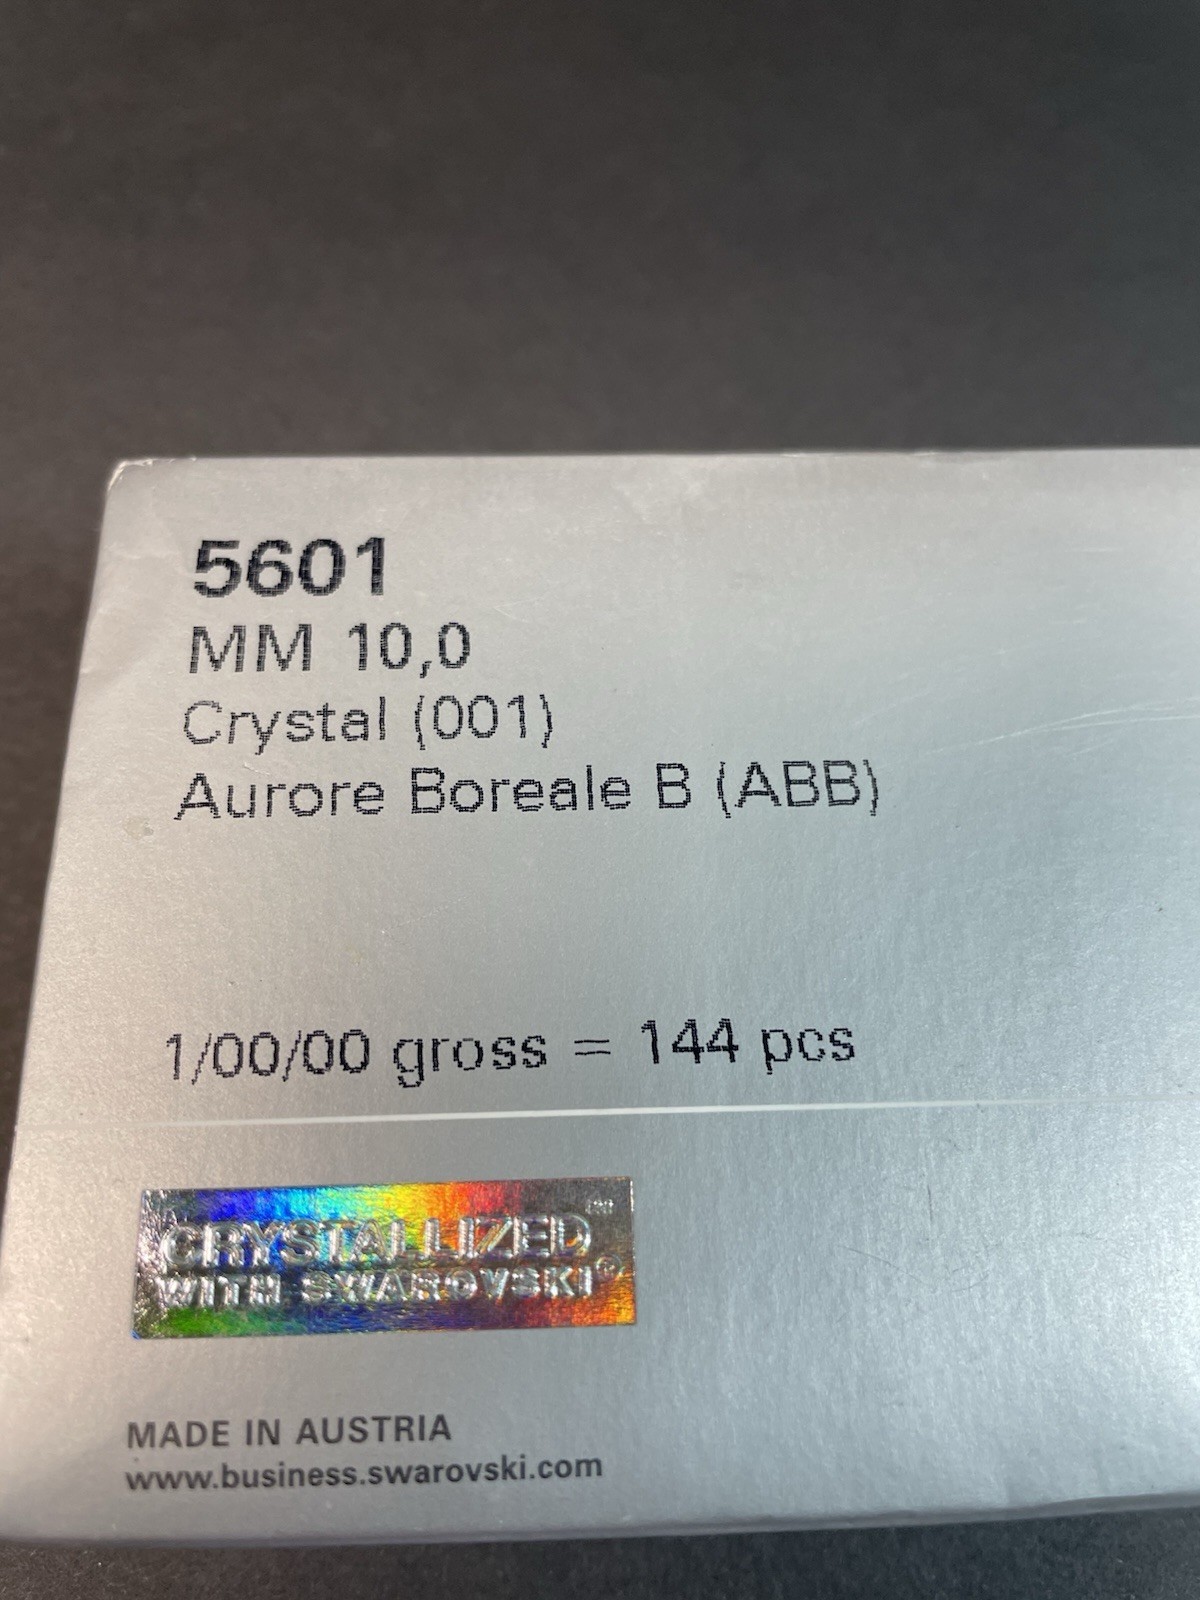 5601
MM 10,0
Crystal (001)
Aurore Boreale B (ABB)
1/00/00 gross = 144 pcs
CRYSTALLIZED™
WITH SWAROVSKI®
MADE IN AUSTRIA
www.business.swarovski.com